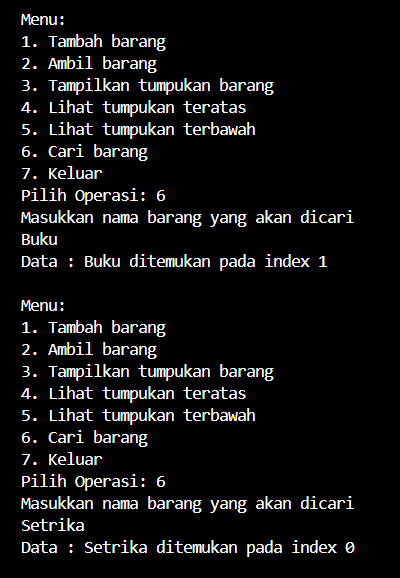 Menu:
1. Tambah barang
2. Ambil barang
3. Tampilkan tumpukan barang
4. Lihat tumpukan teratas
5. Lihat tumpukan terbawah
6. Cari barang
7. Keluar
Pilih Operasi: 6
Masukkan nama barang yang akan dicari
Buku
Data : Buku ditemukan pada index 1

Menu:
1. Tambah barang
2. Ambil barang
3. Tampilkan tumpukan barang
4. Lihat tumpukan teratas
5. Lihat tumpukan terbawah
6. Cari barang
7. Keluar
Pilih Operasi: 6
Masukkan nama barang yang akan dicari
Setrika
Data : Setrika ditemukan pada index 0